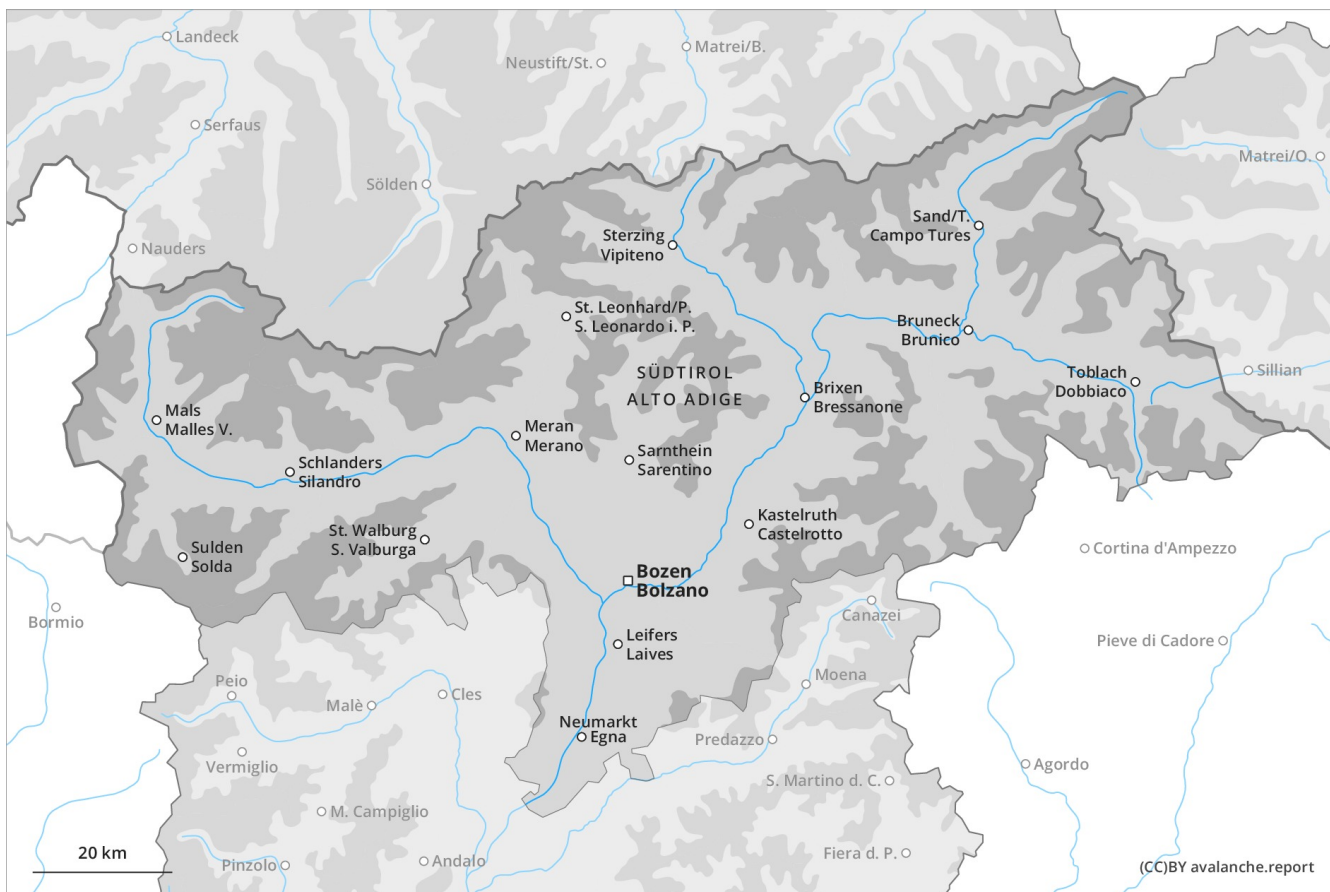 Landeck
Matrei/B.
Neustift/St.
Serfaus
Matrei/O.
Sölden
Sand/T.
Campo Tures
Sterzing
Vipiteno
Nauders
St. Leonhard/P.
S. Leonardo i. P.
Bruneck
Brunico
SÜDTIROL
ALTO ADIGE
Toblach
Dobbiaco
Sillian
Brixen
Bressanone
Mals
Malles V.
Meran
Merano
Sarnthein
Sarentino
Schlanders
Silandro
Kastelruth
Castelrotto
St. Walburg
S. Valburga
Sulden
Solda
Cortina d'Ampezzo
Bozen
Bolzano
Bormio
Canazei
Leifers
Laives
Pieve di Cadore
Peio
Moena
Malè
Cles
Neumarkt
Egna
Predazzo
Vermiglio
Agordo
S. Martino d. C.
M. Campiglio
20 km
Andalo
Fiera d. P.
Pinzolo
(CC)BY avalanche.report